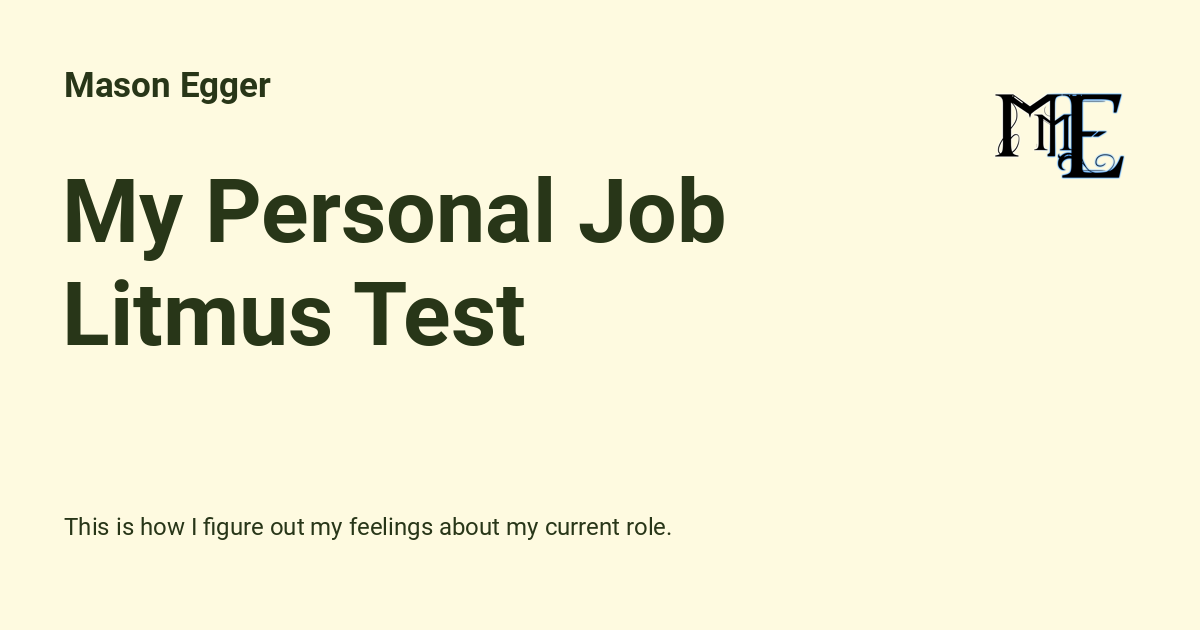 Mason Egger
MmE
My Personal Job
Litmus Test
This is how I figure out my feelings about my current role.